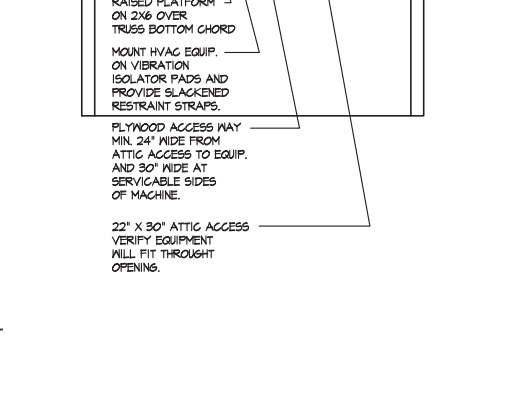 RAISED PLATFORM
ON 2X6 OVER
TRUSS BOTTOM CHORD
MOUNT HVAC EQUIP.
ON VIBRATION
ISOLATOR PADS AND
PROVIDE SLACKENED
RESTRAINT STRAPS.
PLYWOOD ACCESS WAY
MIN. 24" WIDE FROM
ATTIC ACCESS TO EQUIP.
AND 30" WIDE AT
SERVICABLE SIDES
OF MACHINE.
22" X 30" ATTIC ACCESS
VERIFY EQUIPMENT
WILL FIT THROUGHT
OPENING.